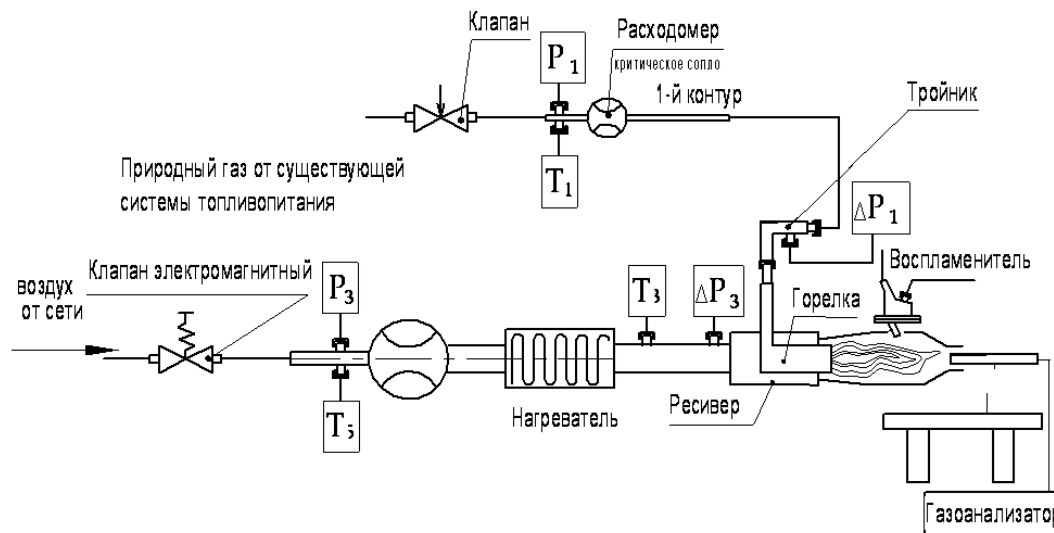 Клапан
Расходомер
критическое сопло
P1
1-й контур
Тройник
T1
Природный газ от существующей
системы топливопитания
ΔP1
Клапан электромагнитный
Воспламенитель
воздух
от сети
P3
T3
ΔP3
Горелка
T5
Нагреватель
Ресивер
Газоанализатор